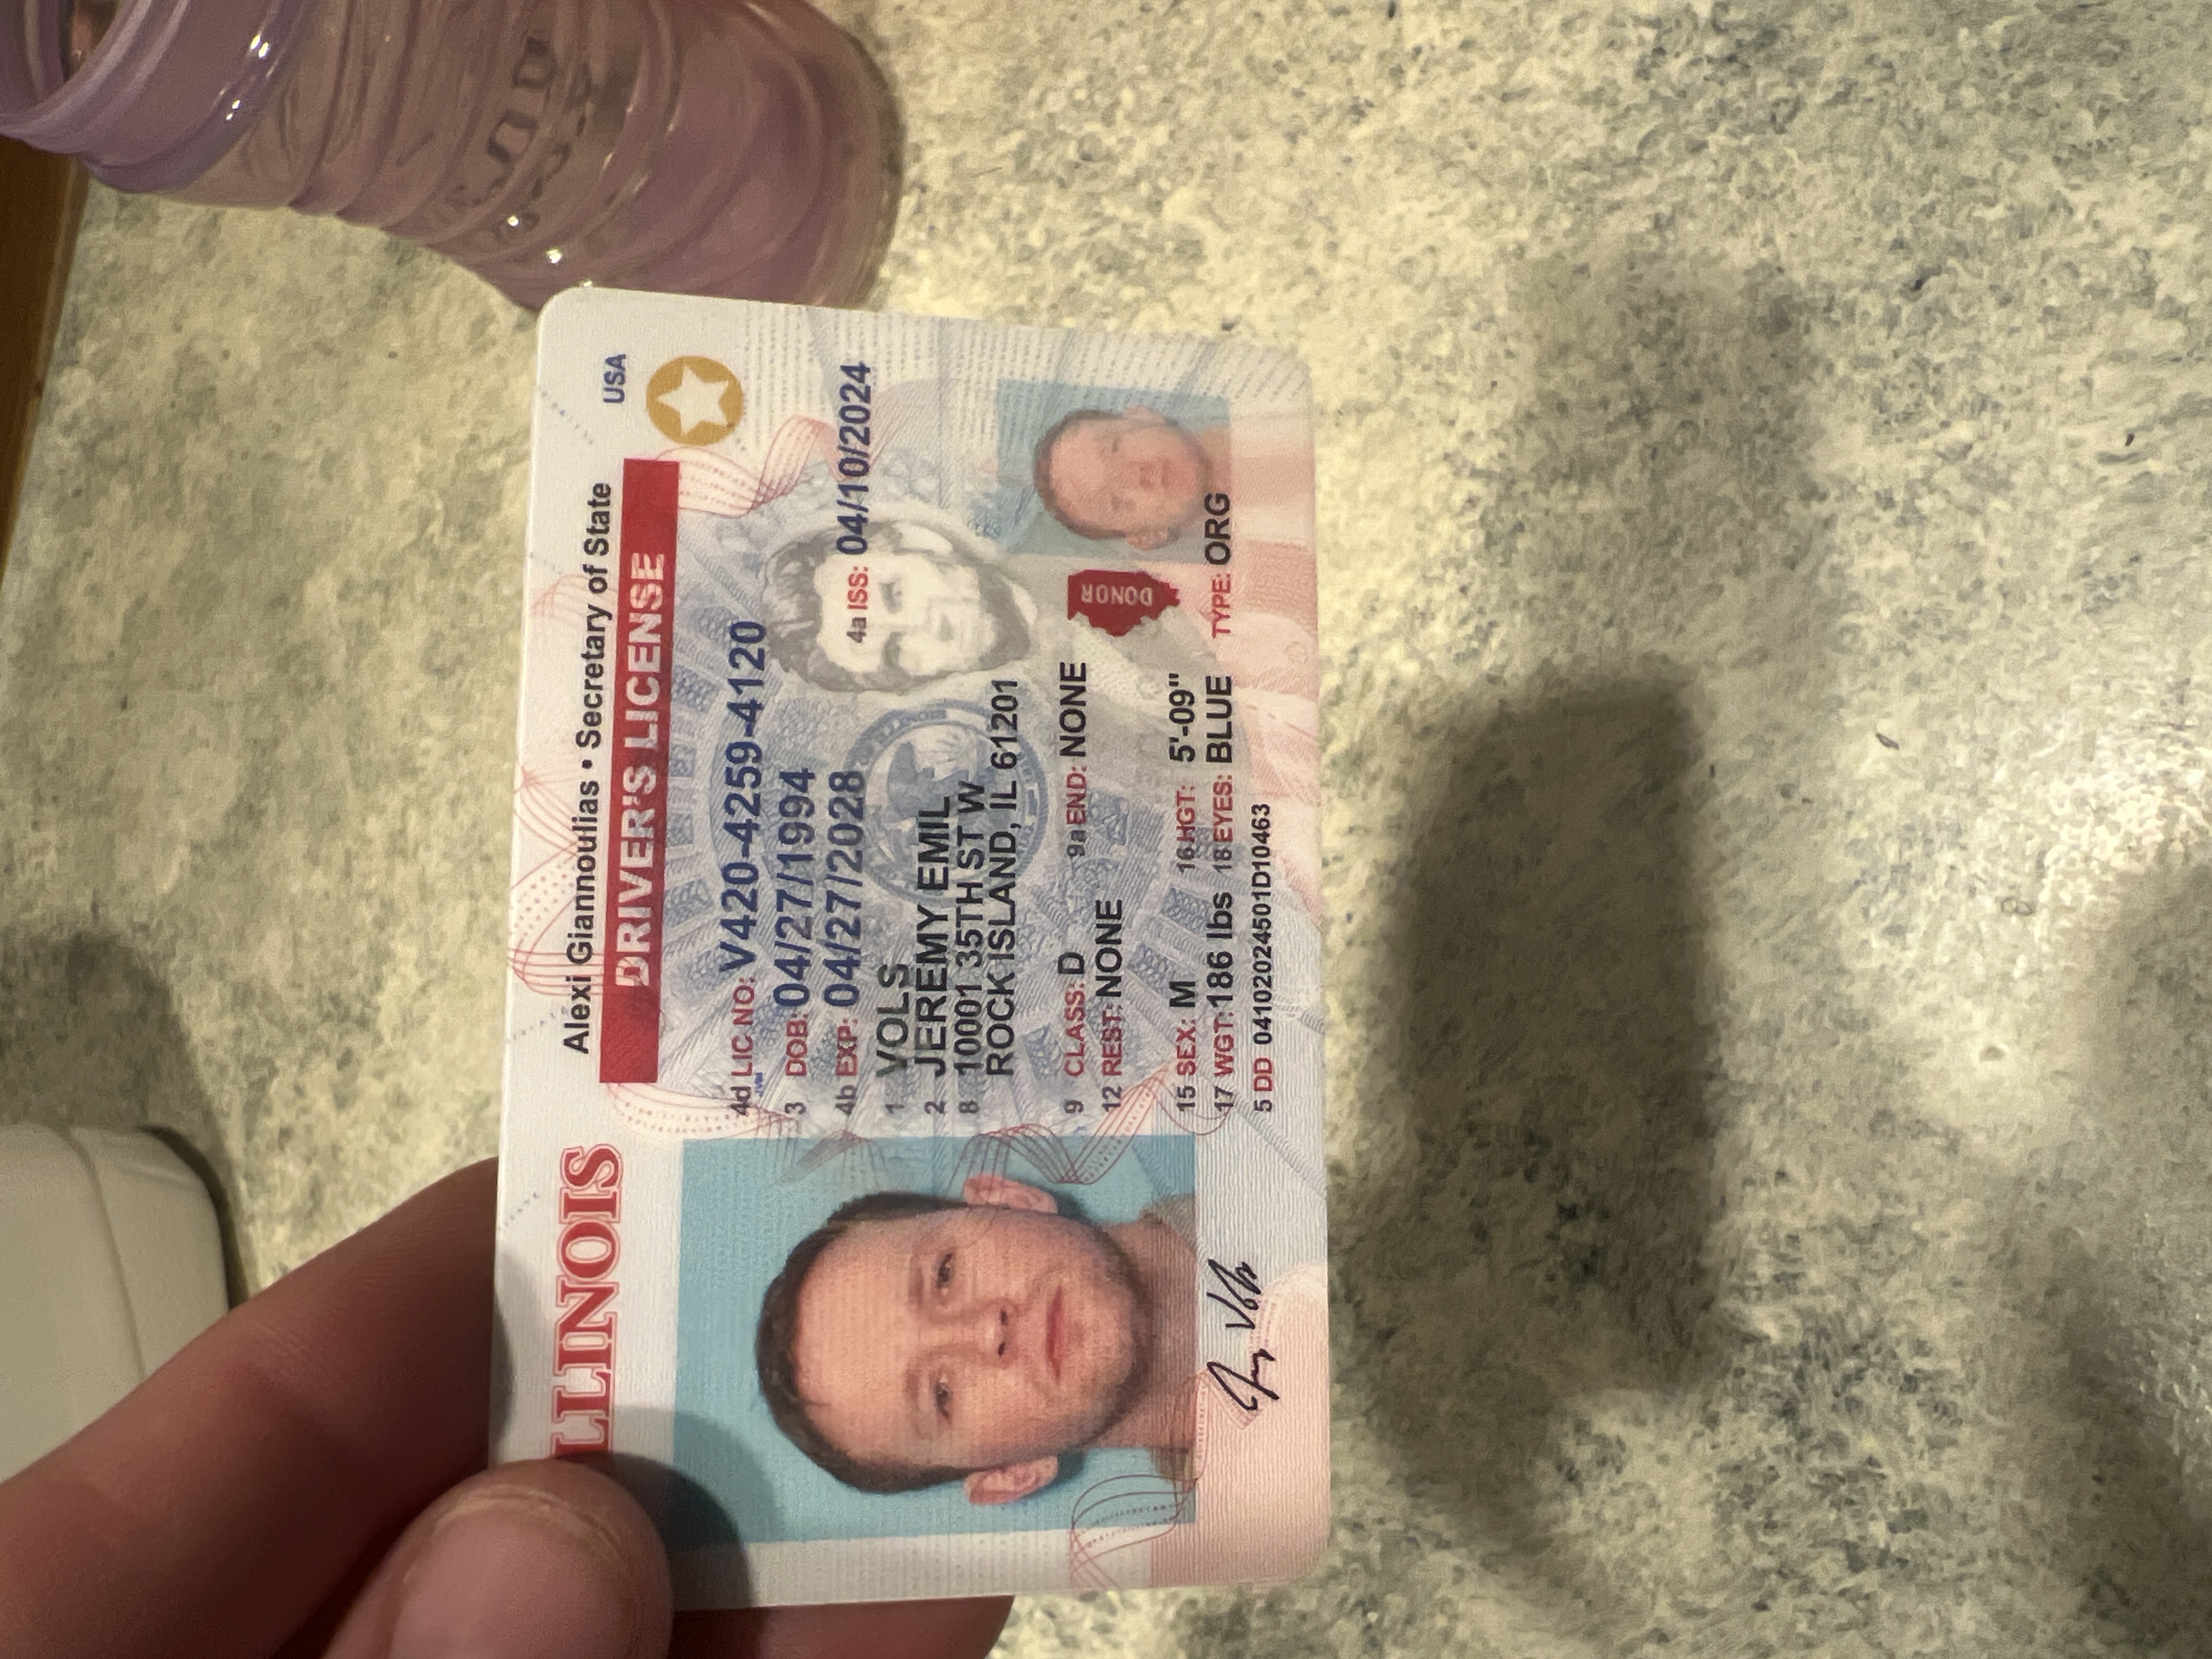 ILLINOIS
Alexi Giannoulias • Secretary of State
USA
DRIVER'S LICENSE
4d LIC NO: V420-4259-4120
JVM
3 DOB: 04/27/1994
4b EXP: 04/27/2028 4a ISS: 04/10/2024
1 VOLS
2 JEREMY EMIL
8 10001 35TH ST W
ROCK ISLAND, IL 61201
9 CLASS: D 9a END: NONE
12 REST: NONE
DONOR
15 SEX: M 16 HGT: 5'-09"
17 WGT: 186 lbs 18 EYES: BLUE TYPE: ORG
5 DD 04102024501D10463